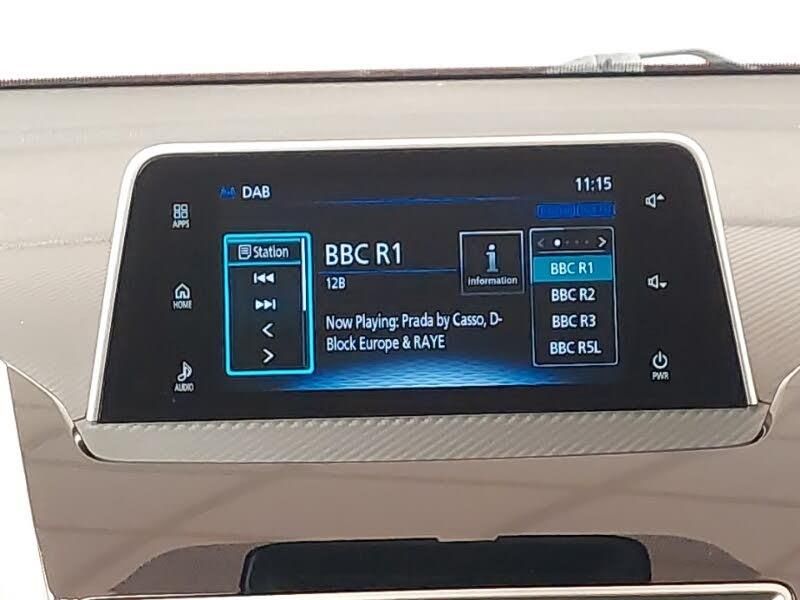 DAB
11:15
APPS
HOME
AUDIO
Station
BBC R1
12B
Now Playing: Prada by Casso, D-
Block Europe & RAYE
information
BBC R1
BBC R2
BBC R3
BBC R5L
PWR